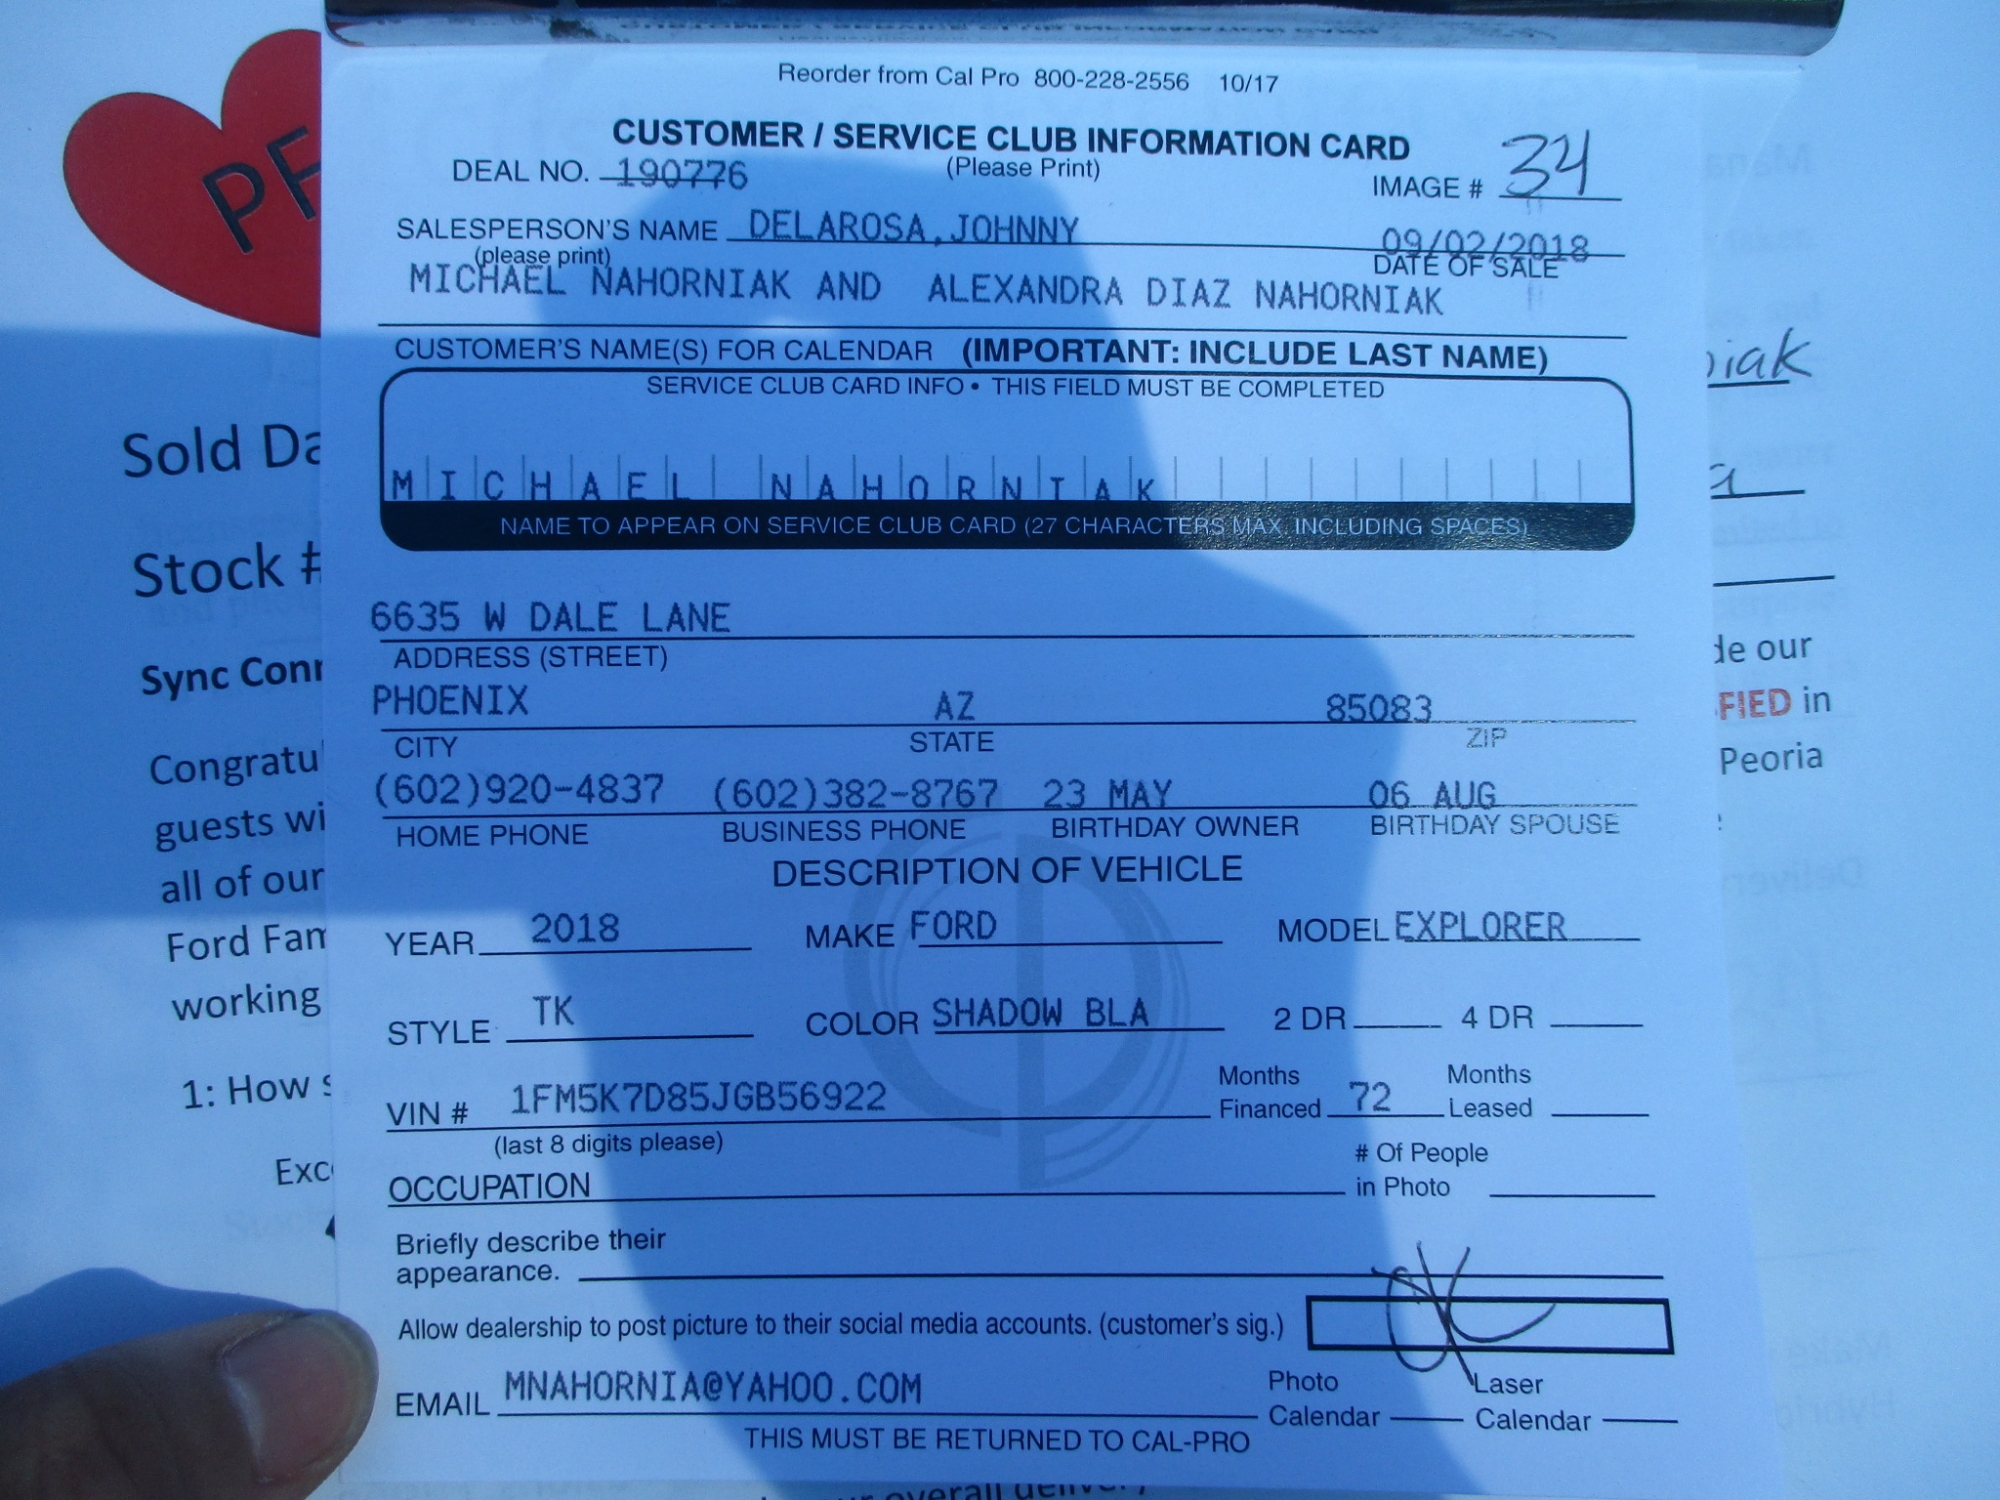 Reorder from Cal Pro 800-228-2556 10/17
CUSTOMER / SERVICE CLUB INFORMATION CARD
DEAL NO. 190776 (Please Print) IMAGE # 34
SALESPERSON'S NAME DELAROSA,JOHNNY 09/02/2018
(please print) DATE OF SALE
MICHAEL NAHORNIAK AND ALEXANDRA DIAZ NAHORNIAK
CUSTOMER'S NAME(S) FOR CALENDAR (IMPORTANT: INCLUDE LAST NAME)
SERVICE CLUB CARD INFO • THIS FIELD MUST BE COMPLETED
MICHAEL NAHORNIAK
NAME TO APPEAR ON SERVICE CLUB CARD (27 CHARACTERS MAX. INCLUDING SPACES)
6635 W DALE LANE
ADDRESS (STREET)
PHOENIX AZ 85083
CITY STATE ZIP
(602)920-4837 (602)382-8767 23 MAY 06 AUG
HOME PHONE BUSINESS PHONE BIRTHDAY OWNER BIRTHDAY SPOUSE
DESCRIPTION OF VEHICLE
YEAR 2018 MAKE FORD MODEL EXPLORER
STYLE TK COLOR SHADOW BLA 2 DR 4 DR
VIN # 1FM5K7D85JGB56922 Months Financed 72 Months Leased
(last 8 digits please)
OCCUPATION # Of People in Photo
Briefly describe their
appearance.
Allow dealership to post picture to their social media accounts. (customer's sig.)
EMAIL MNAHORNIA@YAHOO.COM Photo Calendar Laser Calendar
THIS MUST BE RETURNED TO CAL-PRO
PF
Sold Da
Stock #
Sync Conn
Congratu
guests wi
all of our
Ford Fam
working
1: How s
Exc
iak
a
de our
FIED in
Peoria
overall delivery